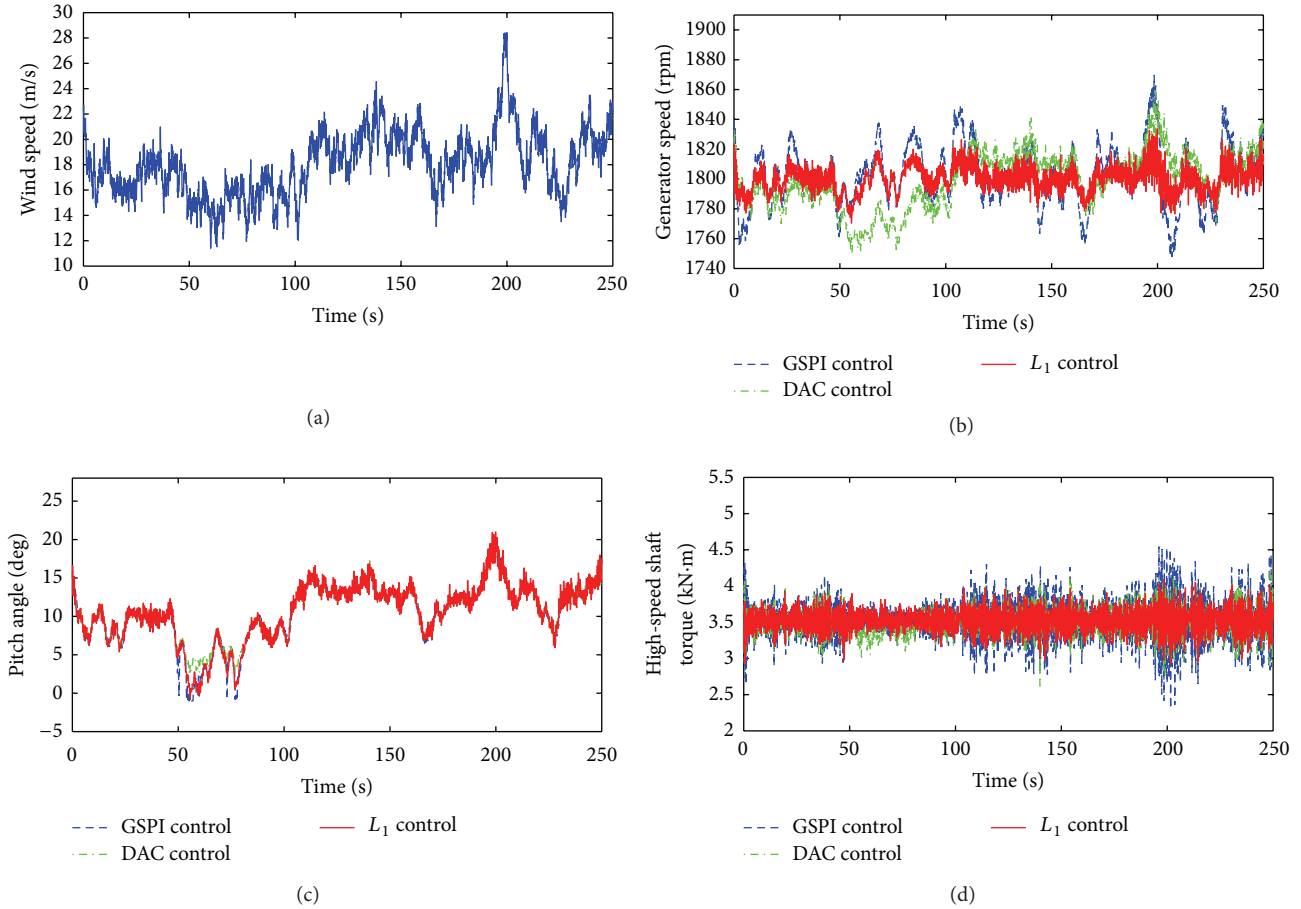 30
28
26
24
22
20
18
16
14
12
10
Wind speed (m/s)
0 50 100 150 200 250
Time (s)
(a)
1900
1880
1860
1840
1820
1800
1780
1760
1740
Generator speed (rpm)
0 50 100 150 200 250
Time (s)
GSPI control
DAC control
L1 control
(b)
25
20
15
10
5
0
−5
Pitch angle (deg)
0 50 100 150 200 250
Time (s)
GSPI control
DAC control
L1 control
(c)
5.5
5
4.5
4
3.5
3
2.5
2
High-speed shaft
torque (kN·m)
0 50 100 150 200 250
Time (s)
GSPI control
DAC control
L1 control
(d)